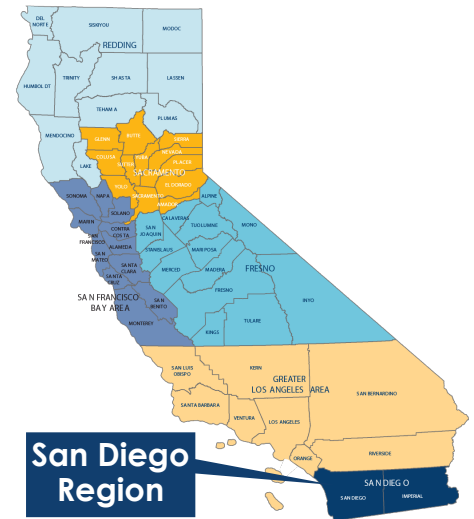 DEL
NORTE
SISKIYOU
MODOC
REDDING
HUMBOLDT
TRINITY
SHASTA
LASSEN
TEHAMA
PLUMAS
MENDOCINO
GLENN
BUTTE
SIERRA
LAKE
COLUSA
SUTTER
YUBA
NEVADA
PLACER
SACRAMENTO
YOLO
EL DORADO
SONOMA
NAPA
SACRAMENTO
AMADOR
ALPINE
SOLANO
MARIN
CALAVERAS
SAN
FRANCISCO
CONTRA
COSTA
SAN
JOAQUIN
TUOLUMNE
MONO
ALAMEDA
STANISLAUS
MARIPOSA
SAN
MATEO
SANTA
CLARA
MERCED
MADERA
FRESNO
SANTA
CRUZ
FRESNO
SAN FRANCISCO
BAY AREA
SAN
BENITO
INYO
MONTEREY
KINGS
TULARE
SAN LUIS
OBISPO
KERN
GREATER
LOS ANGELES AREA
SAN BERNARDINO
SANTA BARBARA
VENTURA
LOS ANGELES
ORANGE
RIVERSIDE
San Diego
Region
SAN DIEGO
SAN DIEGO
IMPERIAL